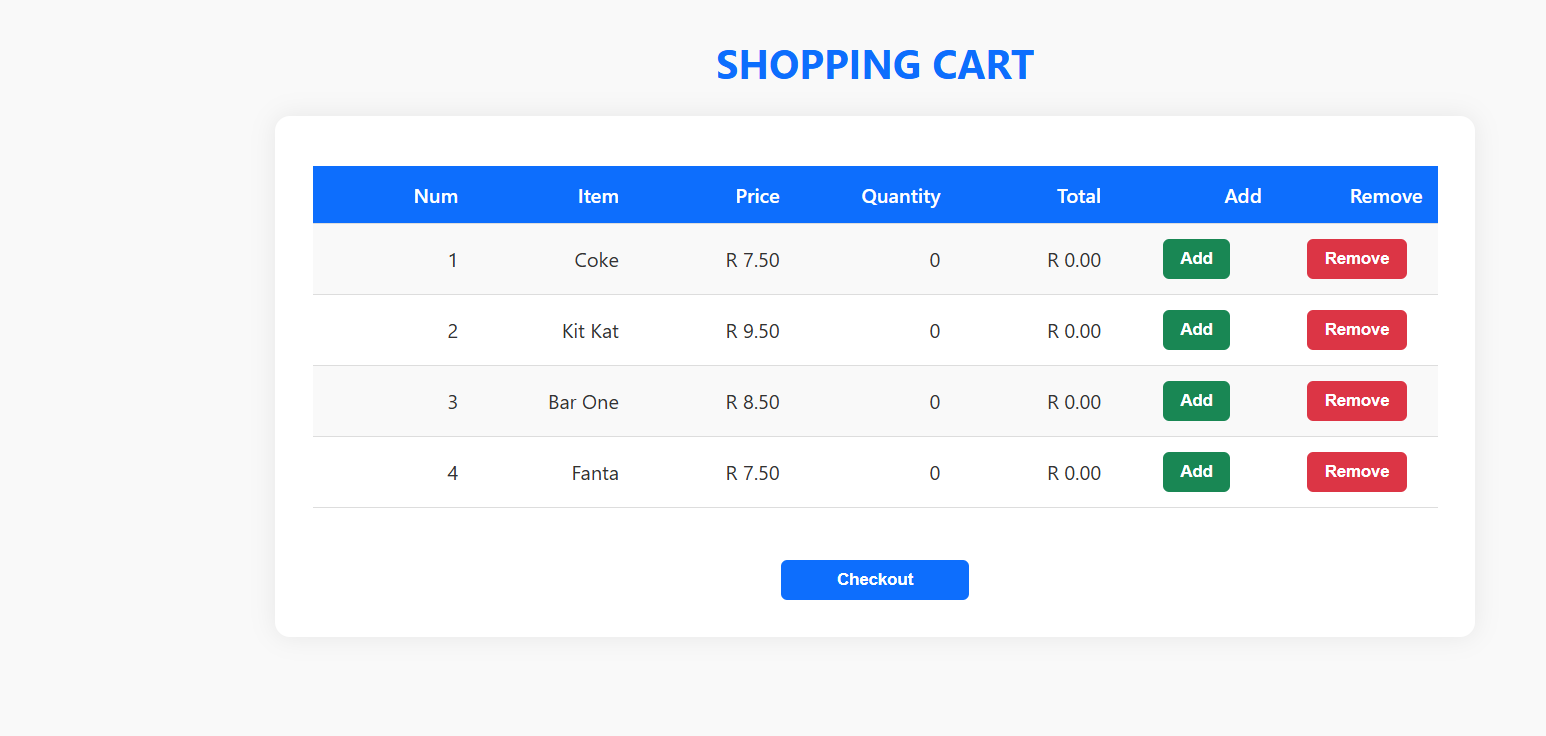 SHOPPING CART
Num Item Price Quantity Total Add Remove
1 Coke R 7.50 0 R 0.00 Add Remove
2 Kit Kat R 9.50 0 R 0.00 Add Remove
3 Bar One R 8.50 0 R 0.00 Add Remove
4 Fanta R 7.50 0 R 0.00 Add Remove
Checkout